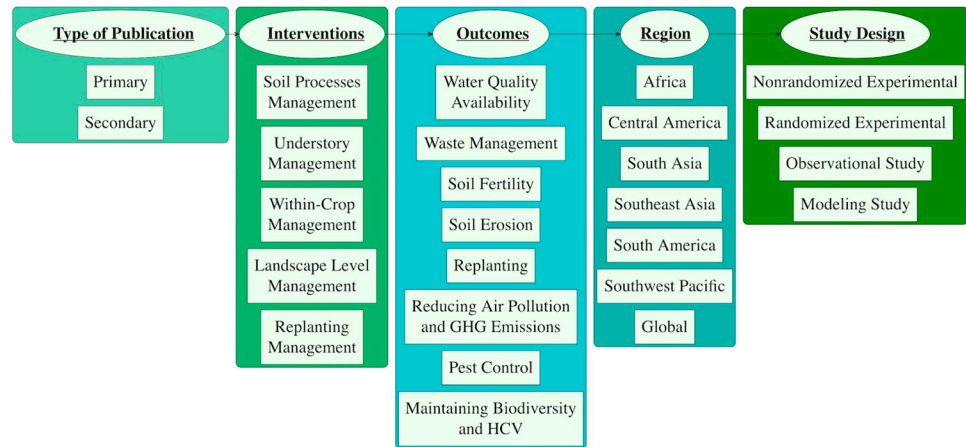 Type of Publication
Primary
Secondary
Interventions
Soil Processes
Management
Understory
Management
Within-Crop
Management
Landscape Level
Management
Replanting
Management
Outcomes
Water Quality
Availability
Waste Management
Soil Fertility
Soil Erosion
Replanting
Reducing Air Pollution
and GHG Emissions
Pest Control
Maintaining Biodiversity
and HCV
Region
Africa
Central America
South Asia
Southeast Asia
South America
Southwest Pacific
Global
Study Design
Nonrandomized Experimental
Randomized Experimental
Observational Study
Modeling Study